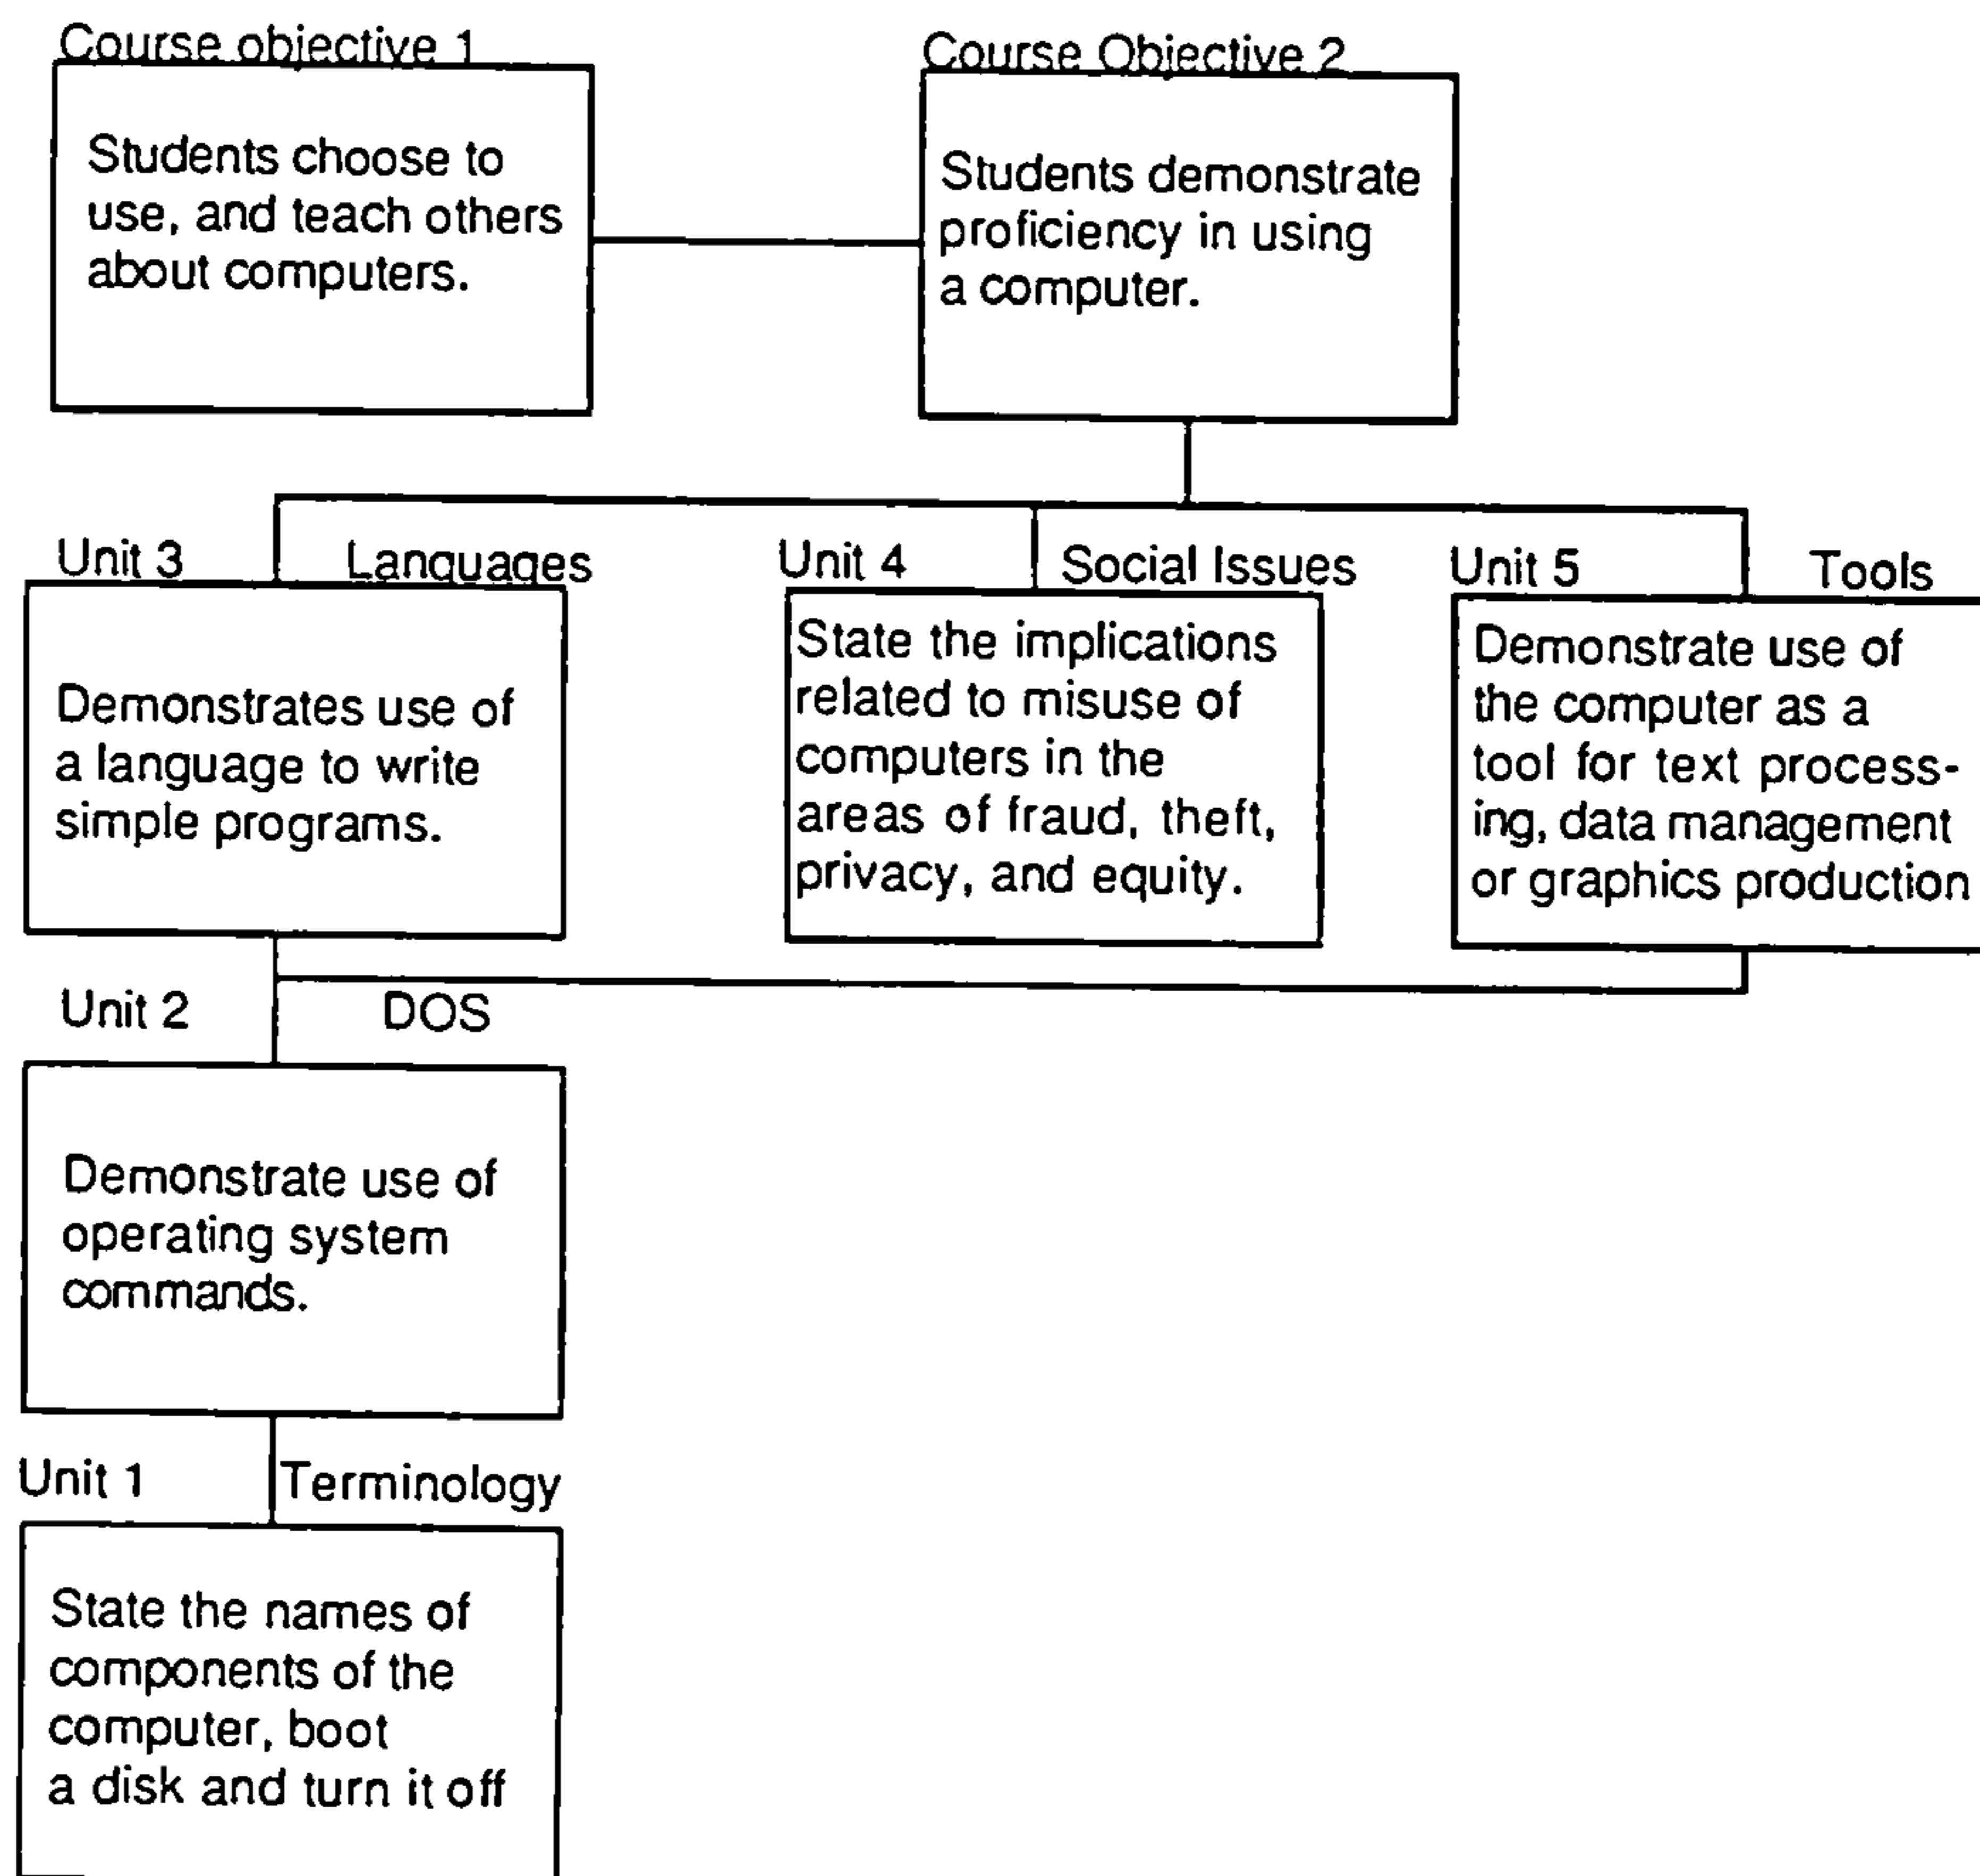 Course objective 1
Students choose to
use, and teach others
about computers.
Course Objective 2
Students demonstrate
proficiency in using
a computer.
Unit 3 Languages
Demonstrates use of
a language to write
simple programs.
Unit 4 Social Issues
State the implications
related to misuse of
computers in the
areas of fraud, theft,
privacy, and equity.
Unit 5 Tools
Demonstrate use of
the computer as a
tool for text process-
ing, data management
or graphics production
Unit 2 DOS
Demonstrate use of
operating system
commands.
Unit 1 Terminology
State the names of
components of the
computer, boot
a disk and turn it off